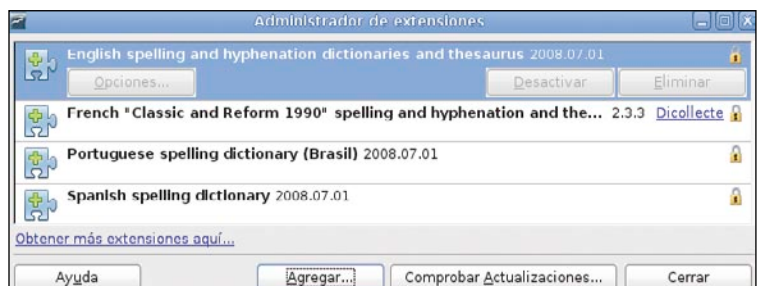 Administrador de extensiones
English spelling and hyphenation dictionaries and thesaurus 2008.07.01
Opciones... Desactivar Eliminar
French "Classic and Reform 1990" spelling and hyphenation and the... 2.3.3 Dicollecte
Portuguese spelling dictionary (Brasil) 2008.07.01
Spanish spelling dictionary 2008.07.01
Obtener más extensiones aquí...
Ayuda Agregar... Comprobar Actualizaciones... Cerrar